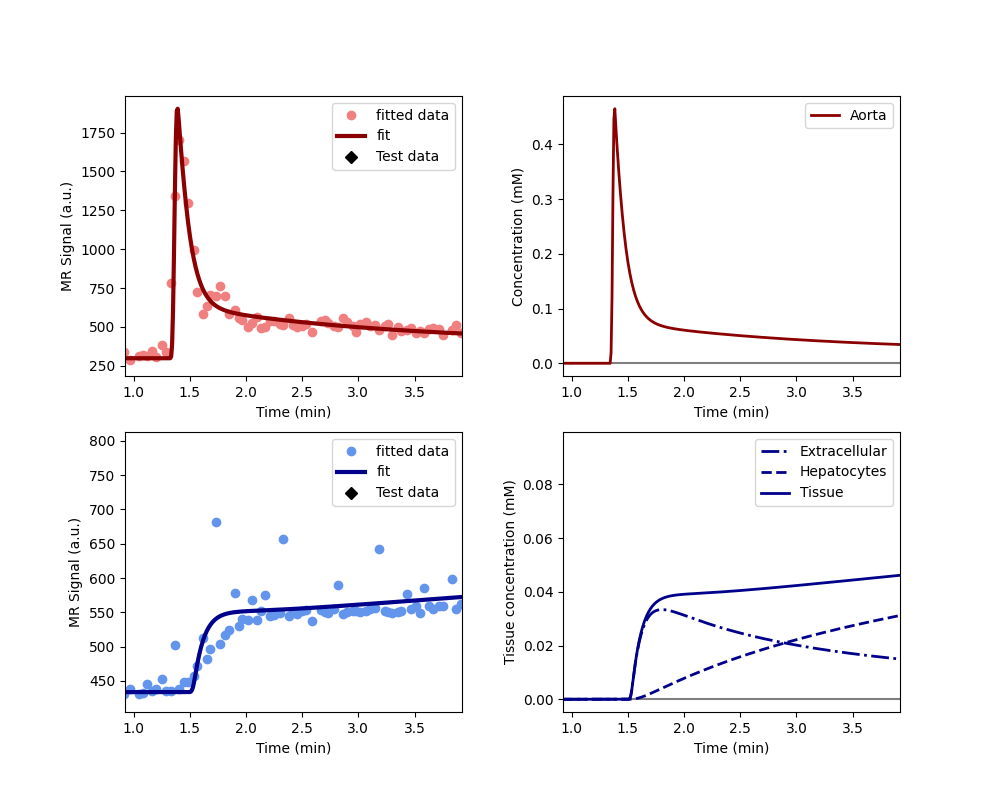 MR Signal (a.u.)
1750
1500
1250
1000
750
500
250
1.0 1.5 2.0 2.5 3.0 3.5
Time (min)
fitted data
fit
Test data
Concentration (mM)
0.4
0.3
0.2
0.1
0.0
1.0 1.5 2.0 2.5 3.0 3.5
Time (min)
Aorta
MR Signal (a.u.)
800
750
700
650
600
550
500
450
1.0 1.5 2.0 2.5 3.0 3.5
Time (min)
fitted data
fit
Test data
Tissue concentration (mM)
0.08
0.06
0.04
0.02
0.00
1.0 1.5 2.0 2.5 3.0 3.5
Time (min)
Extracellular
Hepatocytes
Tissue